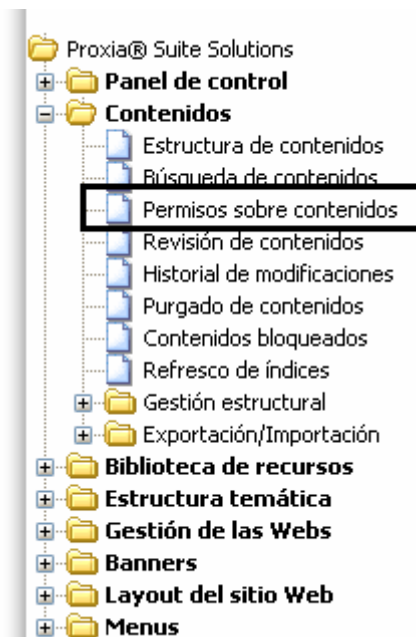 Proxia® Suite Solutions
Panel de control
Contenidos
Estructura de contenidos
Búsqueda de contenidos
Permisos sobre contenidos
Revisión de contenidos
Historial de modificaciones
Purgado de contenidos
Contenidos bloqueados
Refresco de índices
Gestión estructural
Exportación/Importación
Biblioteca de recursos
Estructura temática
Gestión de las Webs
Banners
Layout del sitio Web
Menus